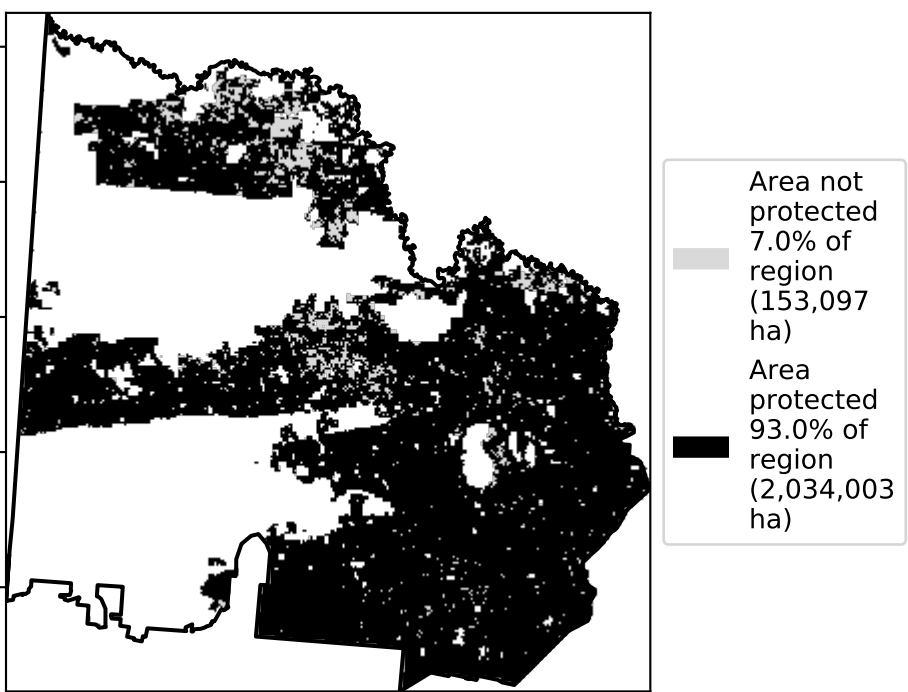 Area not
protected
7.0% of
region
(153,097
ha)
Area
protected
93.0% of
region
(2,034,003
ha)